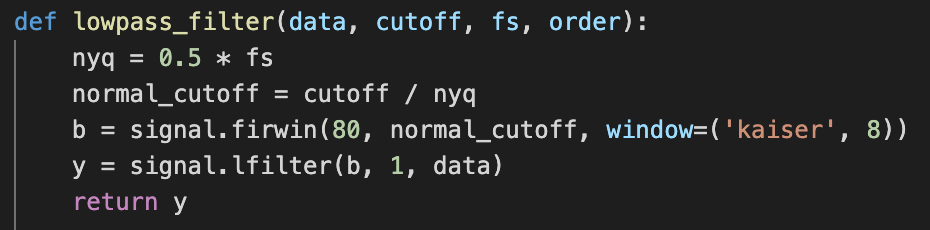 def lowpass_filter(data, cutoff, fs, order):
    nyq = 0.5 * fs
    normal_cutoff = cutoff / nyq
    b = signal.firwin(80, normal_cutoff, window=('kaiser', 8))
    y = signal.lfilter(b, 1, data)
    return y